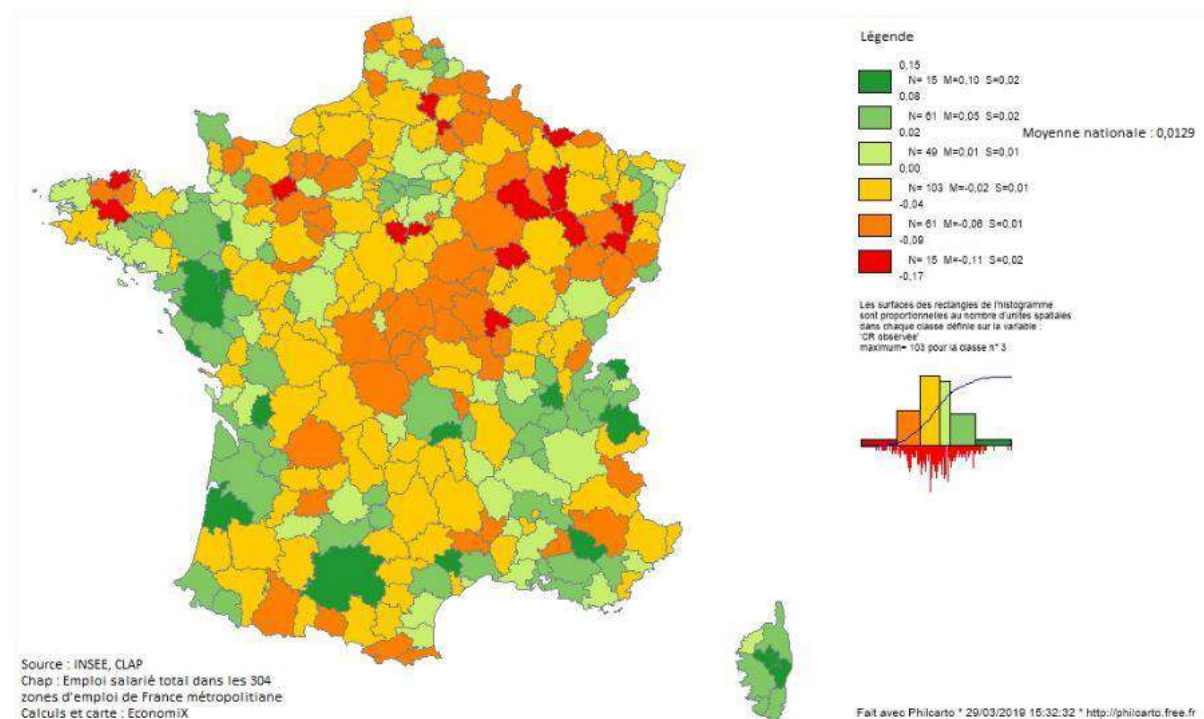 Légende
0,15
N= 15 M=0,10 S=0,02
0,08
N= 61 M=0,05 S=0,02
0,02
Moyenne nationale : 0,0129
N= 49 M=0,01 S=0,01
0,00
N= 103 M=-0,02 S=0,01
-0,04
N= 61 M=-0,06 S=0,01
-0,09
N= 15 M=-0,11 S=0,02
-0,17
Les surfaces des rectangles de l'histogramme
sont proportionnelles au nombre d'unités spatiales
dans chaque classe définie sur la variable :
'CR observée'
maximum= 103 pour la classe n° 3
Source : INSEE, CLAP
Chap : Emploi salarié total dans les 304
zones d'emploi de France métropolitiane
Calculs et carte : EconomiX
Fait avec Philcarto * 29/03/2019 15:32:32 * http://philcarto.free.fr